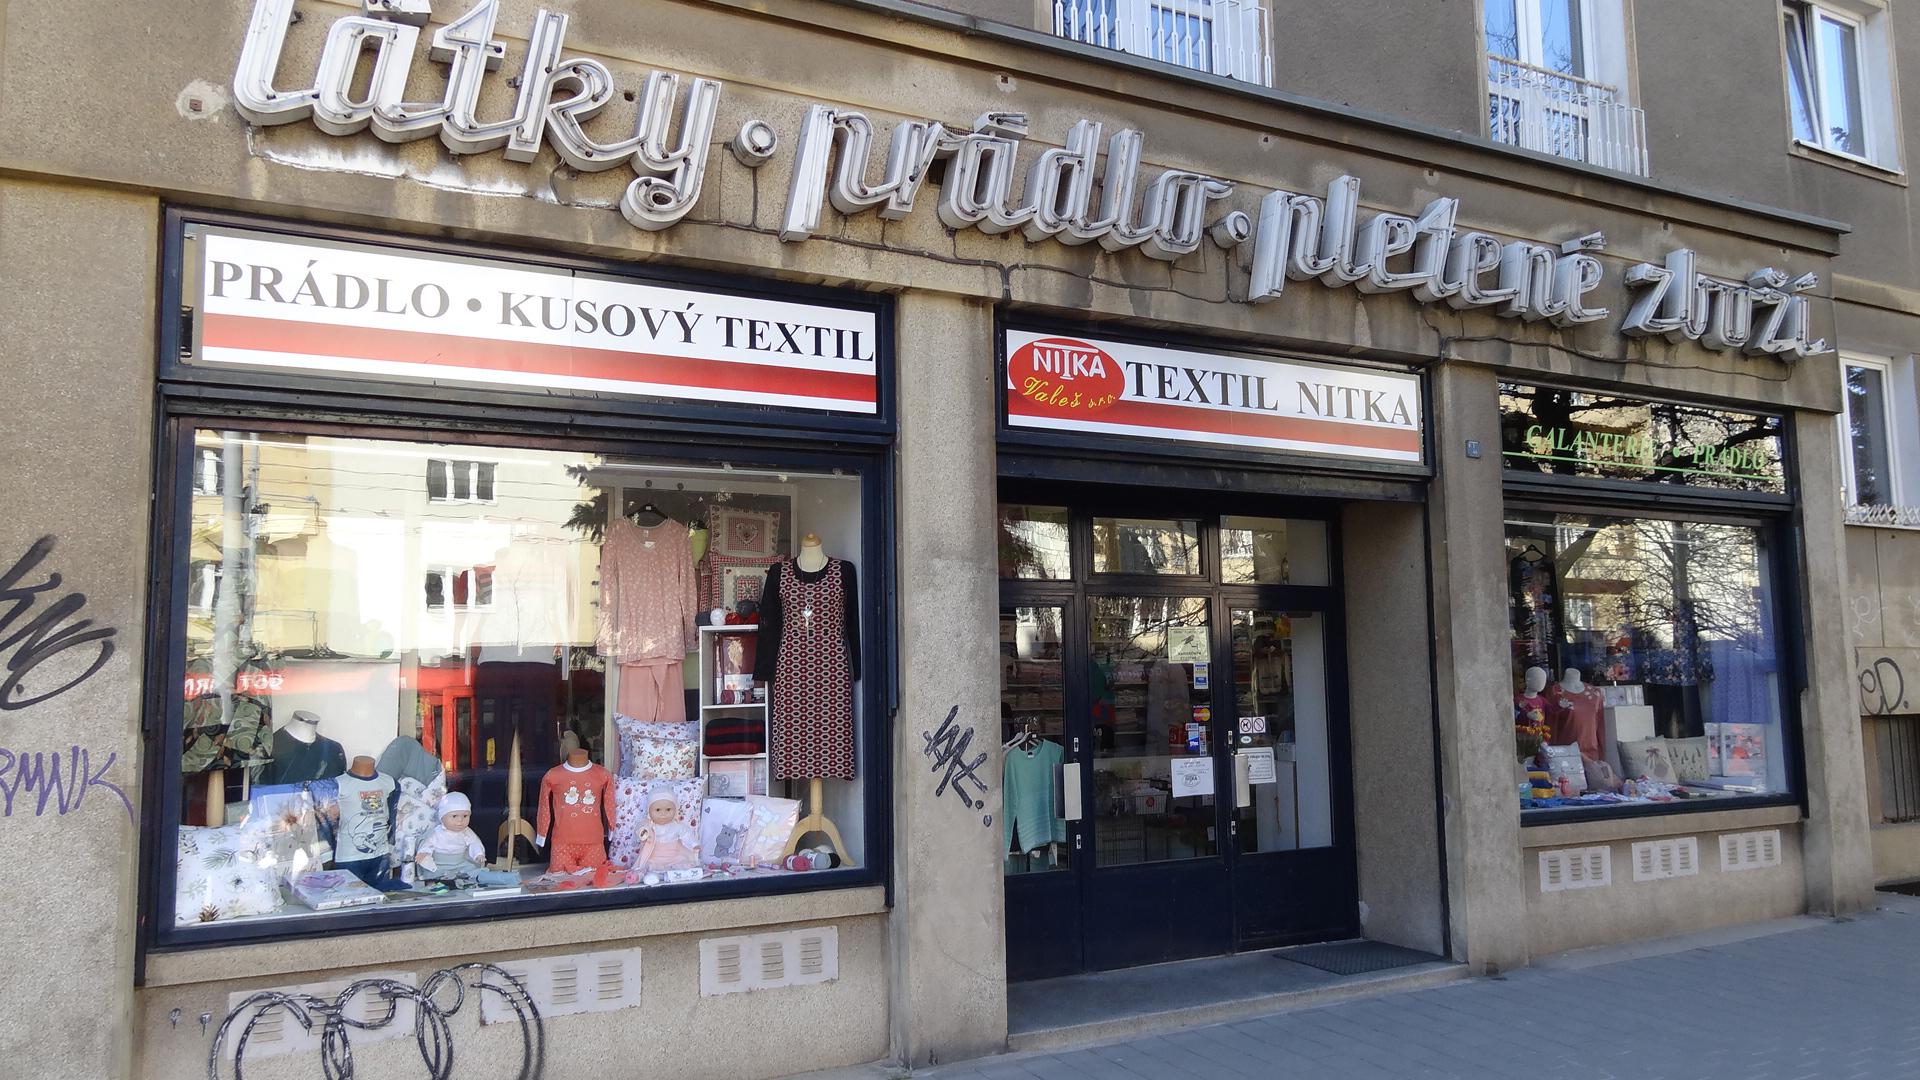 látky • prádlo • pletené zboží
PRÁDLO • KUSOVÝ TEXTIL
NITKA
Valeš s.r.o.
TEXTIL NITKA
GALANTERIE • PRÁDLO